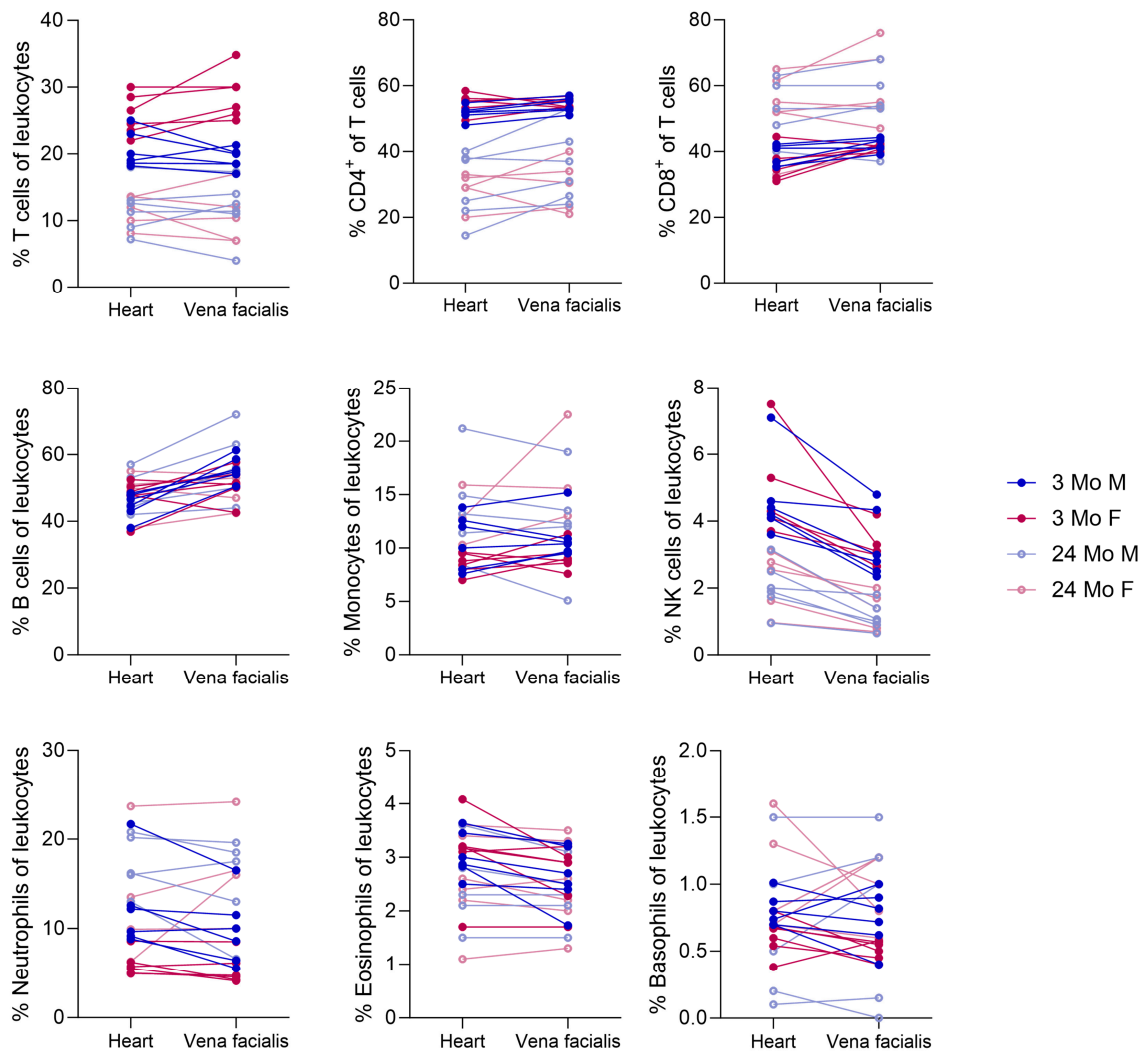 % T cells of leukocytes
40
30
20
10
0
Heart Vena facialis
% CD4+ of T cells
80
60
40
20
0
Heart Vena facialis
% CD8+ of T cells
80
60
40
20
0
Heart Vena facialis
% B cells of leukocytes
80
60
40
20
0
Heart Vena facialis
% Monocytes of leukocytes
25
20
15
10
5
0
Heart Vena facialis
% NK cells of leukocytes
8
6
4
2
0
Heart Vena facialis
3 Mo M
3 Mo F
24 Mo M
24 Mo F
% Neutrophils of leukocytes
30
20
10
0
Heart Vena facialis
% Eosinophils of leukocytes
5
4
3
2
1
0
Heart Vena facialis
% Basophils of leukocytes
2.0
1.5
1.0
0.5
0.0
Heart Vena facialis